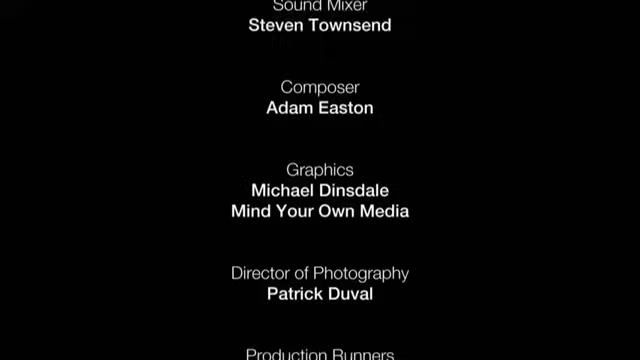 Sound Mixer
Steven Townsend
Composer
Adam Easton
Graphics
Michael Dinsdale
Mind Your Own Media
Director of Photography
Patrick Duval
Production Runners